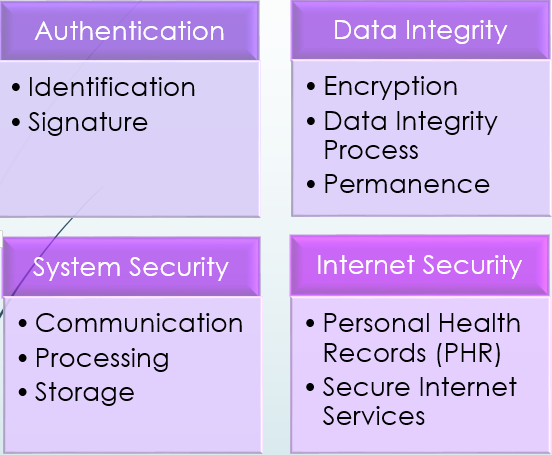 Authentication
• Identification
• Signature
Data Integrity
• Encryption
• Data Integrity
Process
• Permanence
System Security
• Communication
• Processing
• Storage
Internet Security
• Personal Health
Records (PHR)
• Secure Internet
Services